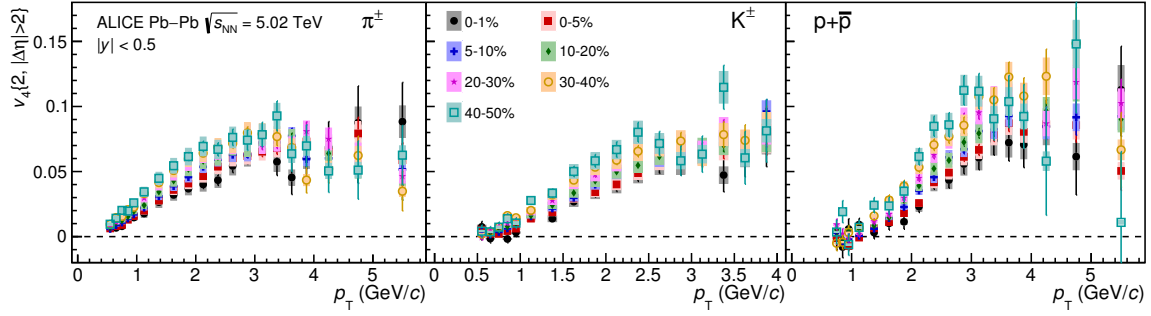 v₄{2, |Δη|>2}
0.15
0.1
0.05
0
ALICE Pb−Pb √sNN = 5.02 TeV
|y| < 0.5
π±
0 1 2 3 4 5
pT (GeV/c)
K±
0-1%
0-5%
5-10%
10-20%
20-30%
30-40%
40-50%
0 0.5 1 1.5 2 2.5 3 3.5 4
pT (GeV/c)
p+p̄
0 1 2 3 4 5 6
pT (GeV/c)